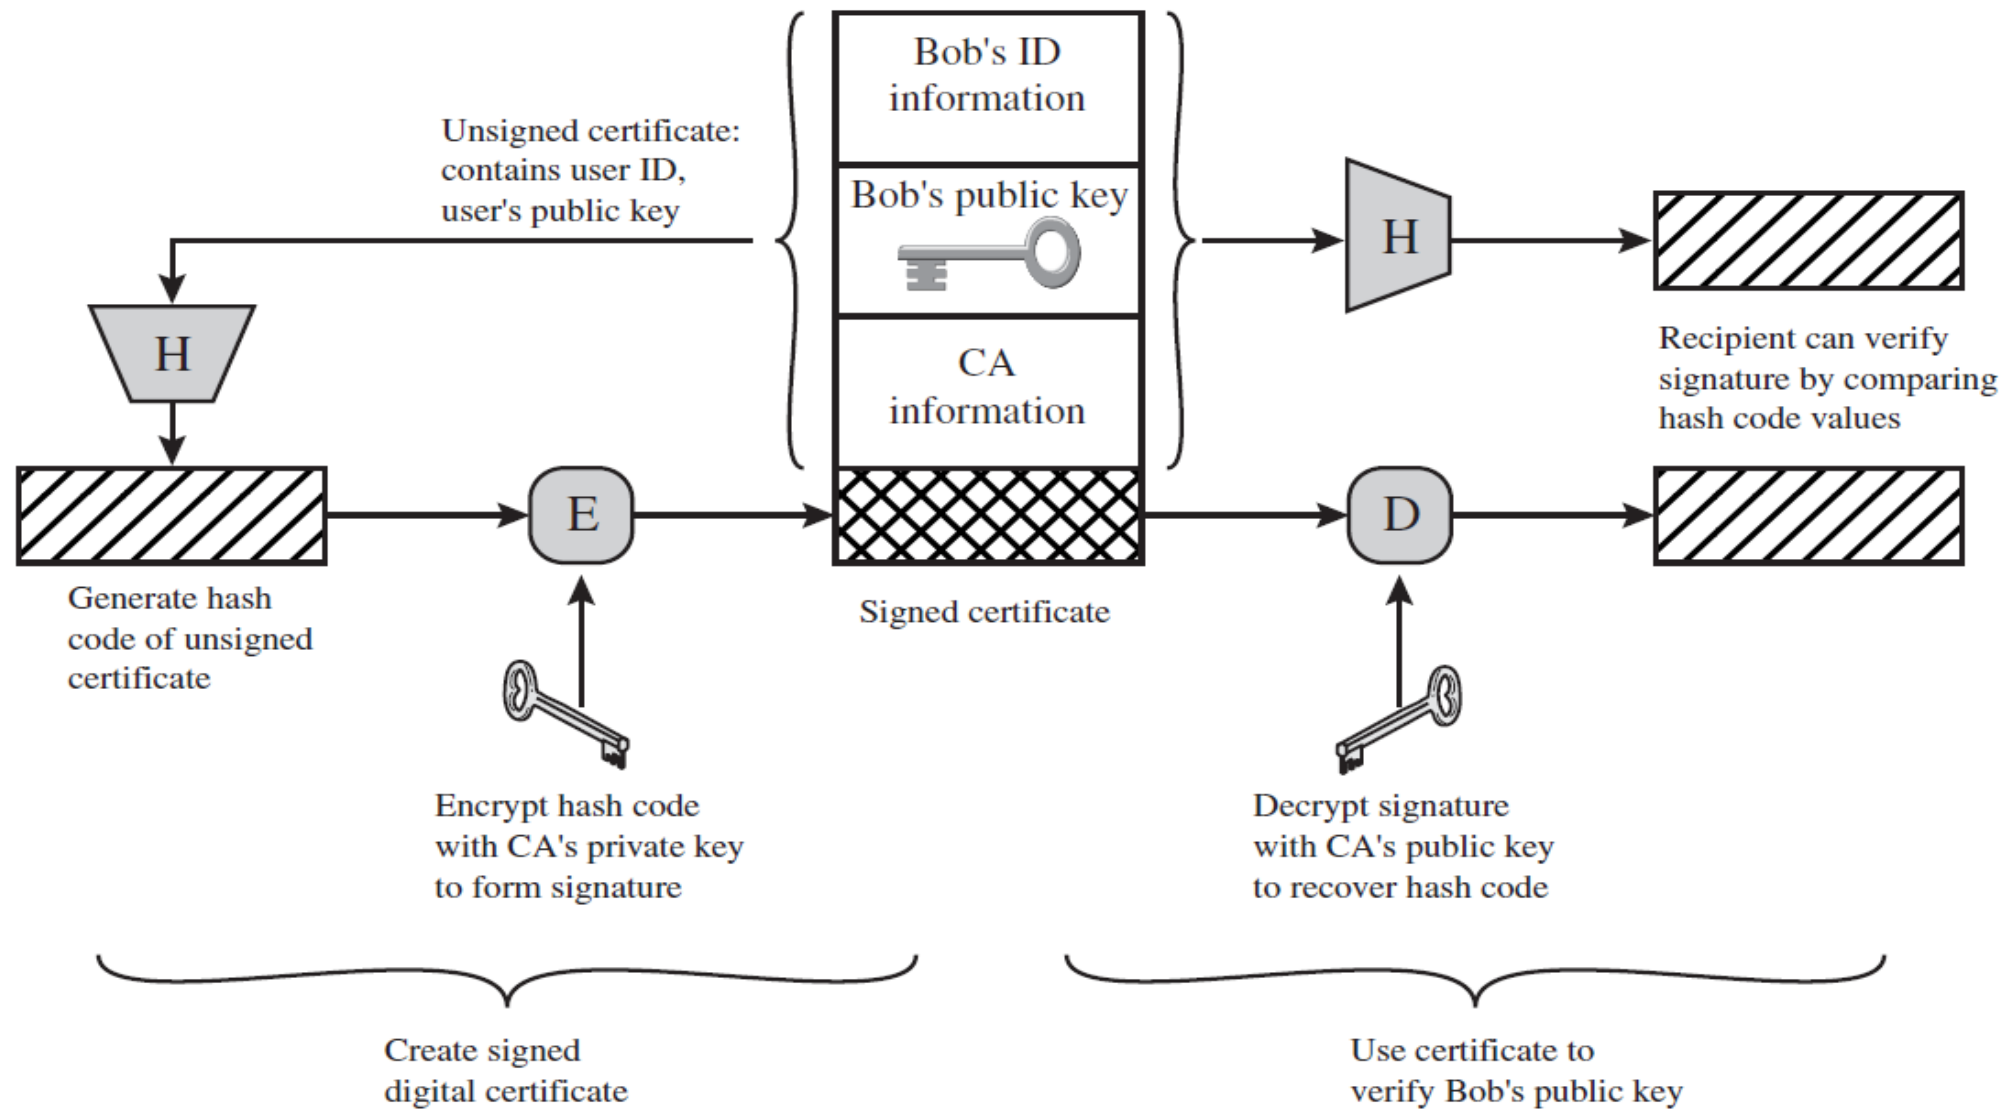 Bob's ID
information
Unsigned certificate:
contains user ID,
user's public key
Bob's public key
H
H
CA
information
Recipient can verify
signature by comparing
hash code values
E
D
Generate hash
code of unsigned
certificate
Signed certificate
Encrypt hash code
with CA's private key
to form signature
Decrypt signature
with CA's public key
to recover hash code
Create signed
digital certificate
Use certificate to
verify Bob's public key